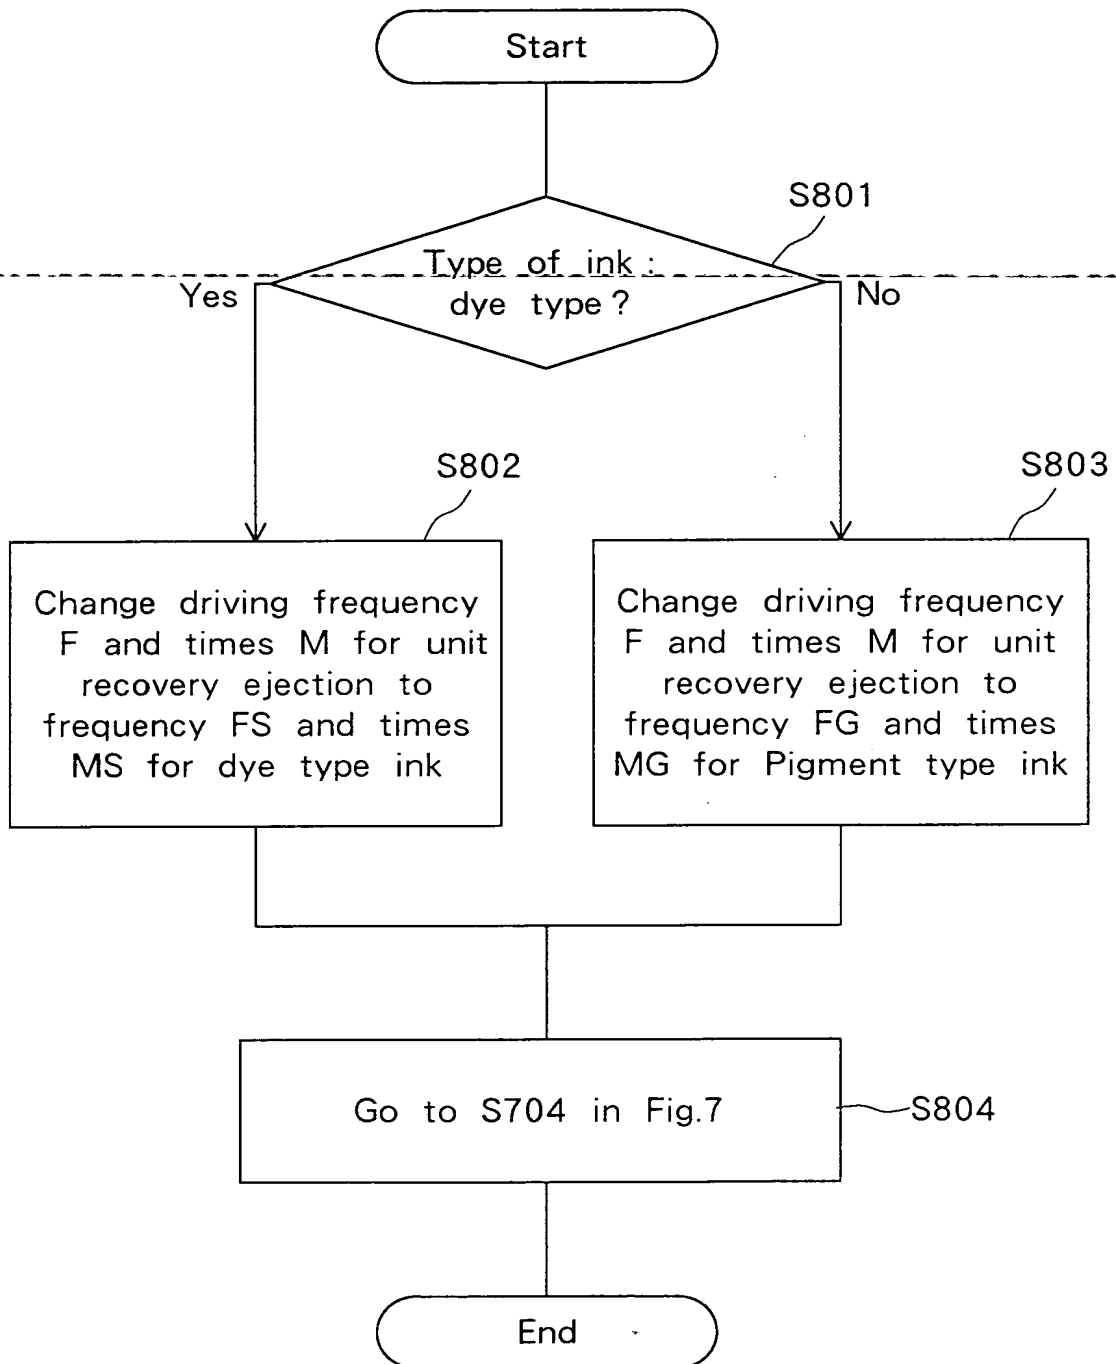 Start
S801
Type of ink :
dye type ?
Yes
No
S802
S803
Change driving frequency
F and times M for unit
recovery ejection to
frequency FS and times
MS for dye type ink
Change driving frequency
F and times M for unit
recovery ejection to
frequency FG and times
MG for Pigment type ink
Go to S704 in Fig.7
S804
End